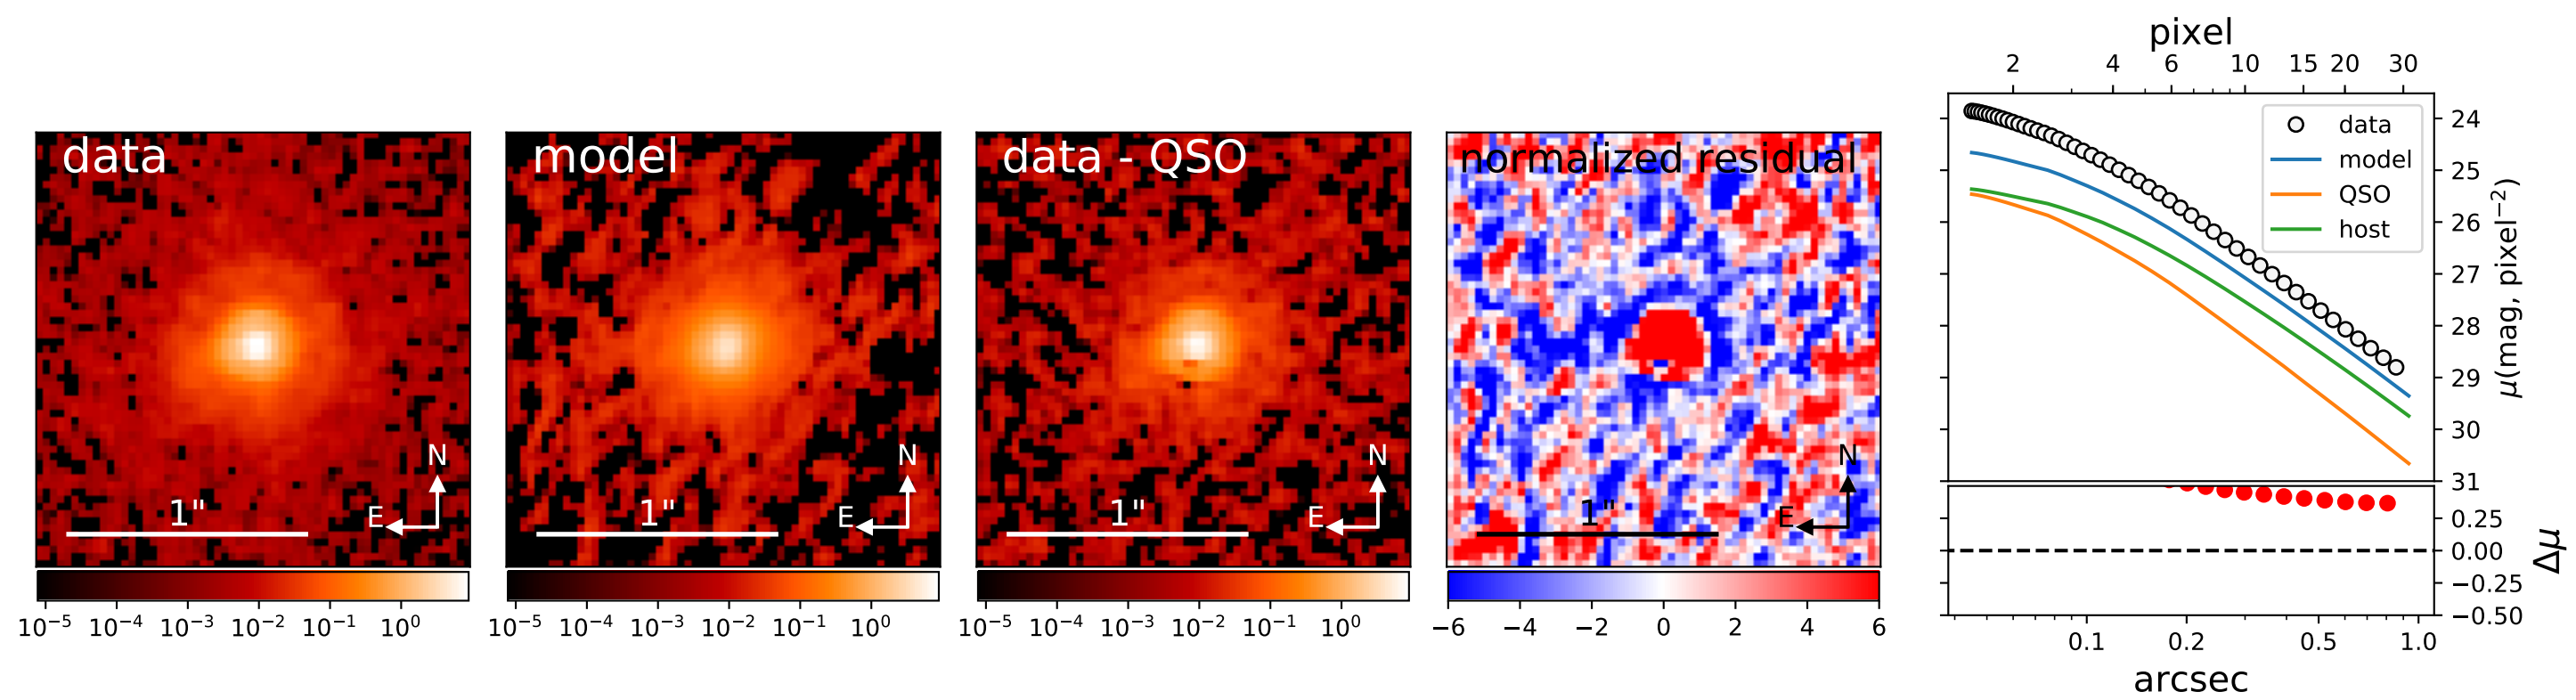 data
N
E
1"
10⁻⁵ 10⁻⁴ 10⁻³ 10⁻² 10⁻¹ 10⁰
model
N
E
1"
10⁻⁵ 10⁻⁴ 10⁻³ 10⁻² 10⁻¹ 10⁰
data - QSO
N
E
1"
10⁻⁵ 10⁻⁴ 10⁻³ 10⁻² 10⁻¹ 10⁰
normalized residual
N
E
1"
−6 −4 −2 0 2 4 6
pixel
2 4 6 10 15 20 30
data
model
QSO
host
24
25
26
27
28
29
30
31
μ(mag, pixel⁻²)
0.25
0.00
−0.25
−0.50
Δμ
0.1 0.2 0.5 1.0
arcsec